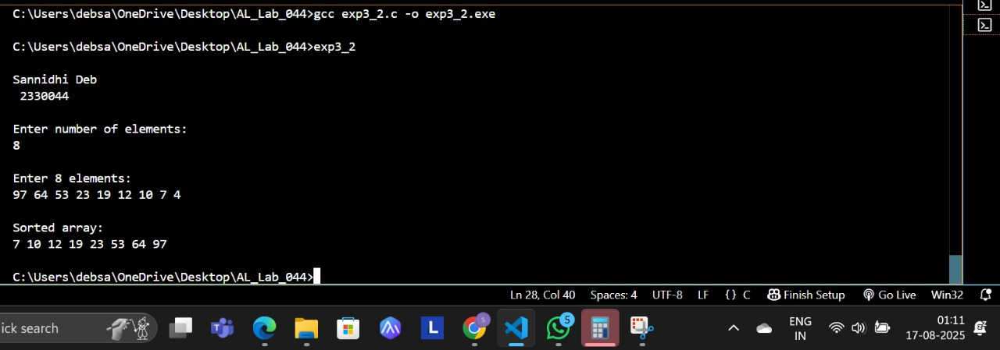 C:\Users\debsa\OneDrive\Desktop\AL_Lab_044>gcc exp3_2.c -o exp3_2.exe
C:\Users\debsa\OneDrive\Desktop\AL_Lab_044>exp3_2
Sannidhi Deb
2330044
Enter number of elements:
8
Enter 8 elements:
97 64 53 23 19 12 10 7 4
Sorted array:
7 10 12 19 23 53 64 97
C:\Users\debsa\OneDrive\Desktop\AL_Lab_044>
Ln 28, Col 40 Spaces: 4 UTF-8 LF {} C Finish Setup Go Live Win32
ick search L s 5 ENG 01:11
IN 17-08-2025